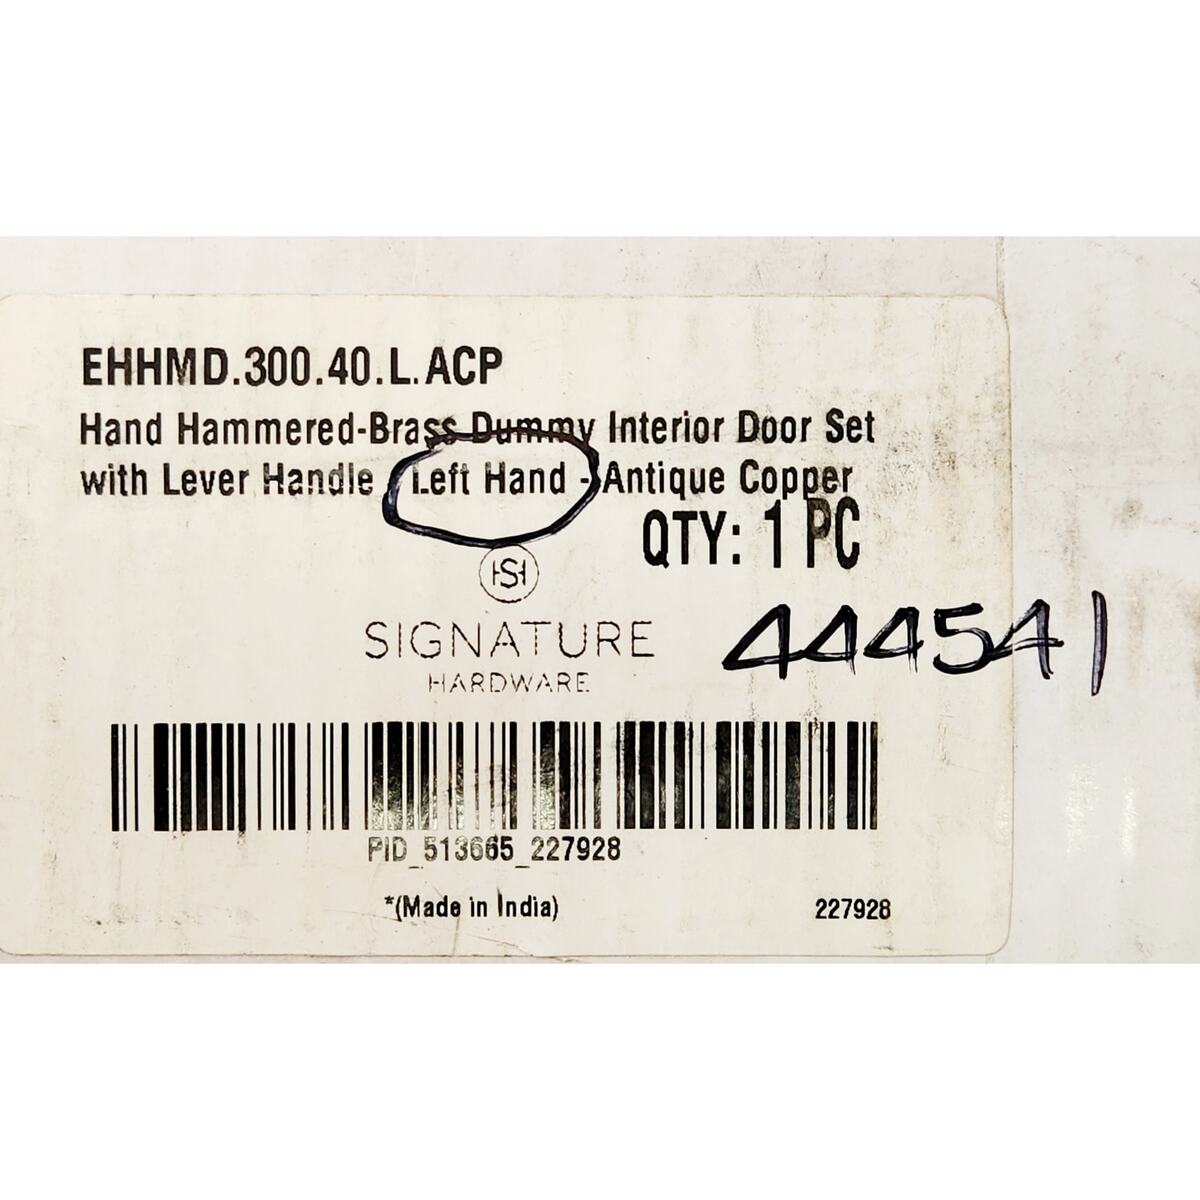 EHHMD.300.40.L.ACP
Hand Hammered-Brass Dummy Interior Door Set
with Lever Handle - Left Hand - Antique Copper
QTY: 1 PC
HS
SIGNATURE
HARDWARE
444541
PID_513665_227928
*(Made in India)
227928